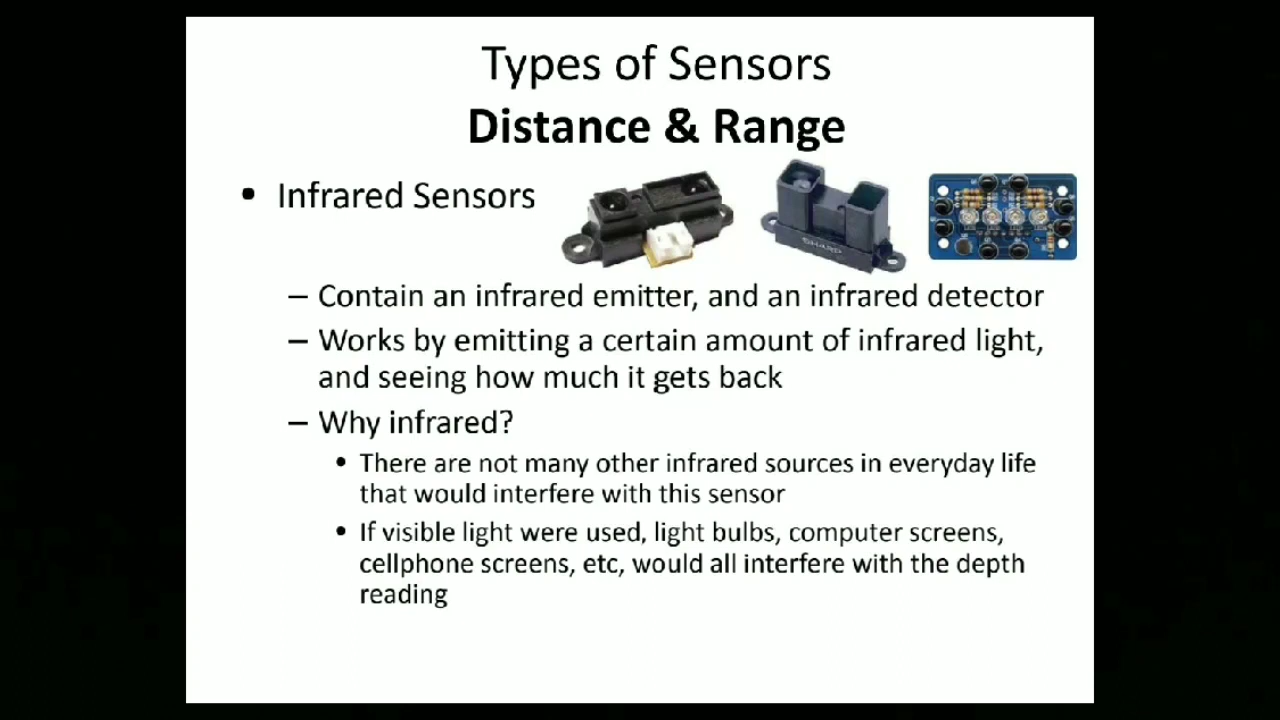 Types of Sensors
Distance & Range
• Infrared Sensors
SHARP
– Contain an infrared emitter, and an infrared detector
– Works by emitting a certain amount of infrared light,
and seeing how much it gets back
– Why infrared?
• There are not many other infrared sources in everyday life
that would interfere with this sensor
• If visible light were used, light bulbs, computer screens,
cellphone screens, etc, would all interfere with the depth
reading